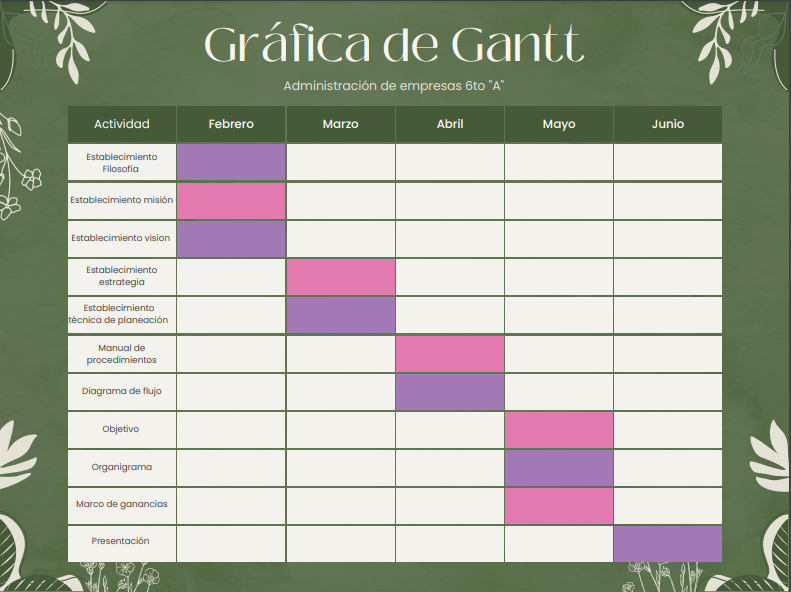 Gráfica de Gantt
Administración de empresas 6to "A"
Actividad Febrero Marzo Abril Mayo Junio
Establecimiento
Filosofía
Establecimiento misión
Establecimiento vision
Establecimiento
estrategia
Establecimiento
técnica de planeación
Manual de
procedimientos
Diagrama de flujo
Objetivo
Organigrama
Marco de ganancias
Presentación